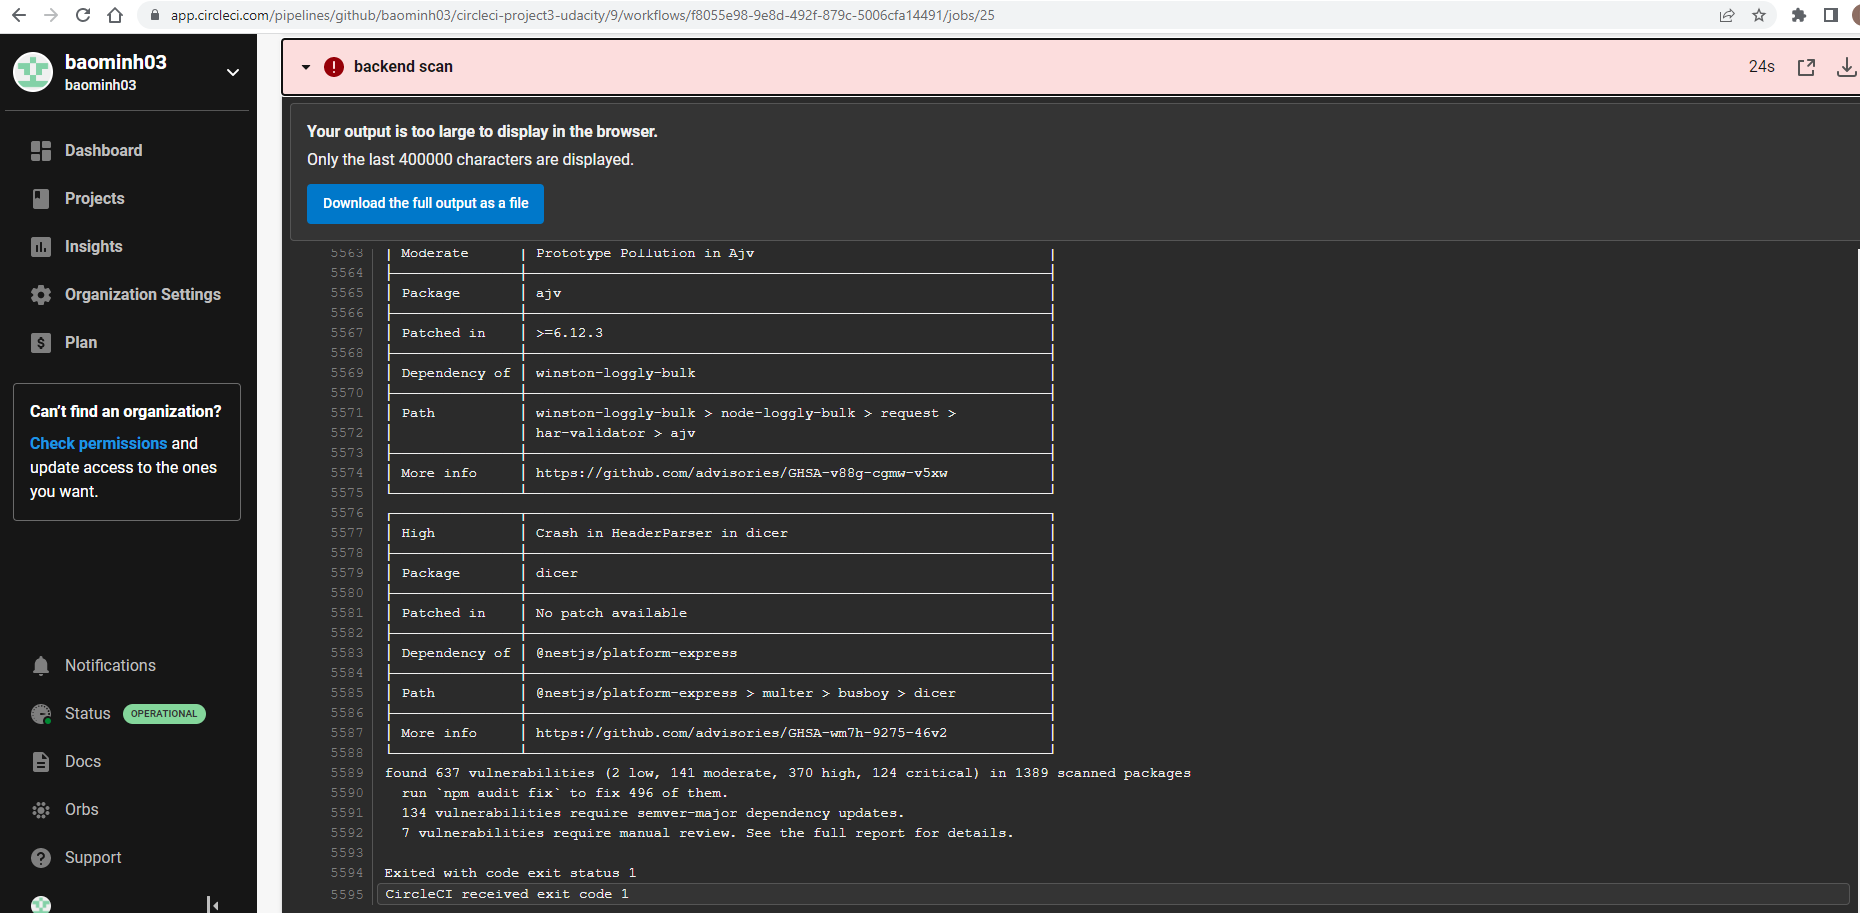 app.circleci.com/pipelines/github/baominh03/circleci-project3-udacity/9/workflows/f8055e98-9e8d-492f-879c-5006cfa14491/jobs/25
baominh03
baominh03
Dashboard
Projects
Insights
Organization Settings
Plan
Can't find an organization?
Check permissions and
update access to the ones
you want.
Notifications
Status OPERATIONAL
Docs
Orbs
Support
backend scan 24s
Your output is too large to display in the browser.
Only the last 400000 characters are displayed.
Download the full output as a file
5563 Moderate Prototype Pollution in Ajv
5564
5565 Package ajv
5566
5567 Patched in >=6.12.3
5568
5569 Dependency of winston-loggly-bulk
5570
5571 Path winston-loggly-bulk > node-loggly-bulk > request >
5572 har-validator > ajv
5573
5574 More info https://github.com/advisories/GHSA-v88g-cgmw-v5xw
5575
5576
5577 High Crash in HeaderParser in dicer
5578
5579 Package dicer
5580
5581 Patched in No patch available
5582
5583 Dependency of @nestjs/platform-express
5584
5585 Path @nestjs/platform-express > multer > busboy > dicer
5586
5587 More info https://github.com/advisories/GHSA-wm7h-9275-46v2
5588
5589 found 637 vulnerabilities (2 low, 141 moderate, 370 high, 124 critical) in 1389 scanned packages
5590 run `npm audit fix` to fix 496 of them.
5591 134 vulnerabilities require semver-major dependency updates.
5592 7 vulnerabilities require manual review. See the full report for details.
5593
5594 Exited with code exit status 1
5595 CircleCI received exit code 1